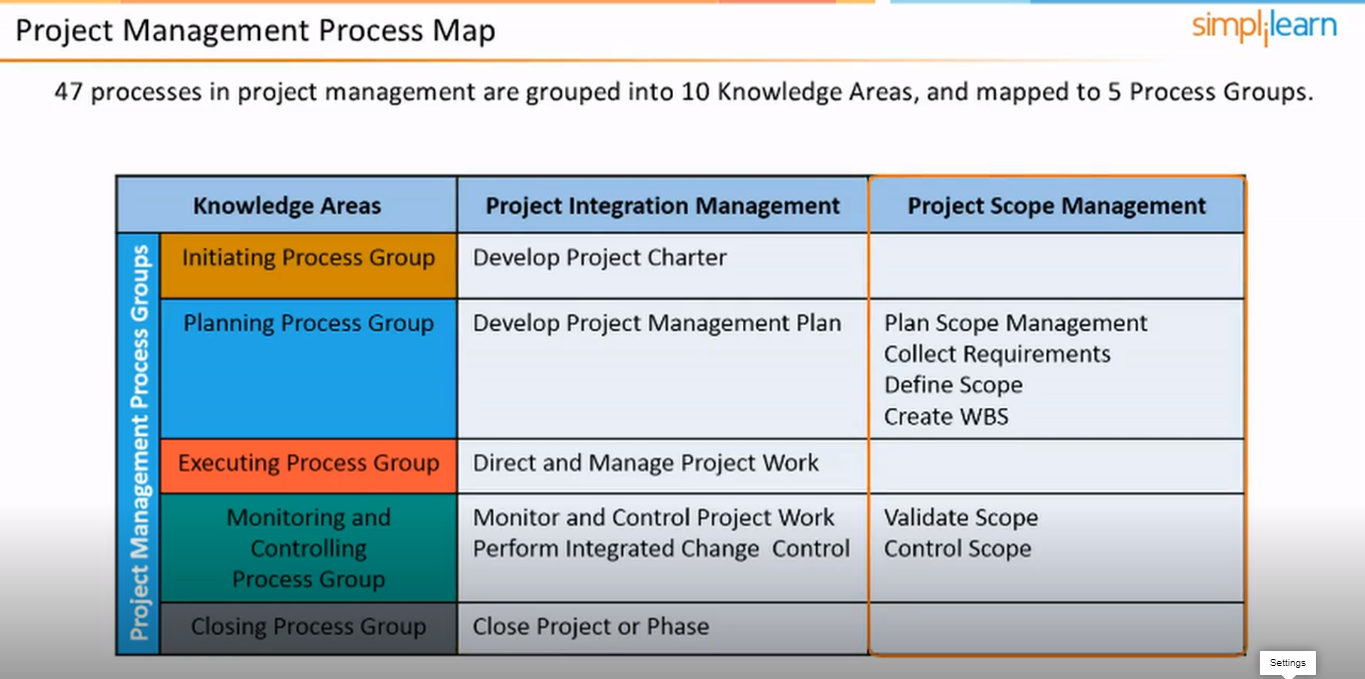 Project Management Process Map
simplilearn
47 processes in project management are grouped into 10 Knowledge Areas, and mapped to 5 Process Groups.
Knowledge Areas
Project Integration Management
Project Scope Management
Project Management Process Groups
Initiating Process Group
Develop Project Charter
Planning Process Group
Develop Project Management Plan
Plan Scope Management
Collect Requirements
Define Scope
Create WBS
Executing Process Group
Direct and Manage Project Work
Monitoring and
Controlling
Process Group
Monitor and Control Project Work
Perform Integrated Change Control
Validate Scope
Control Scope
Closing Process Group
Close Project or Phase
Settings